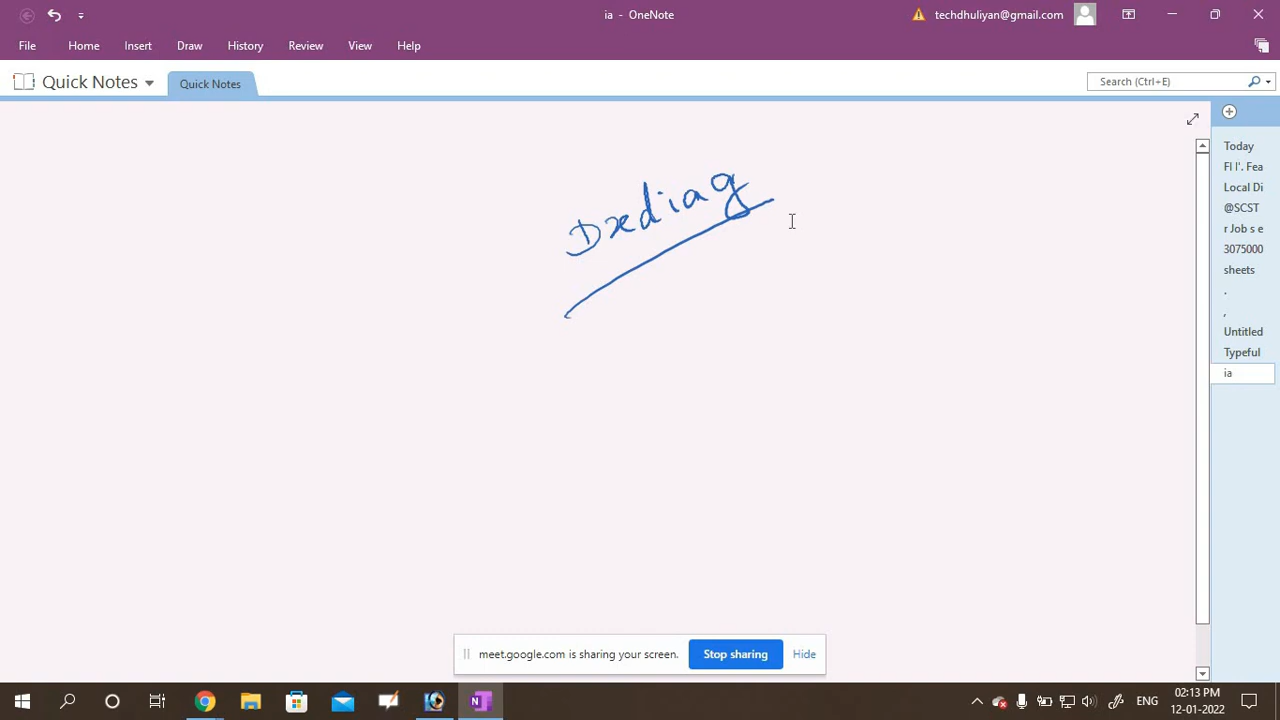 ia - OneNote
techdhuliyan@gmail.com
File Home Insert Draw History Review View Help
Quick Notes
Quick Notes
Search (Ctrl+E)
Today
Fl l'. Fea
Local Di
@SCST
r Job s e
3075000
sheets
.
,
Untitled
Typeful
ia
Dxdiag
meet.google.com is sharing your screen.
Stop sharing
Hide
ENG
02:13 PM
12-01-2022